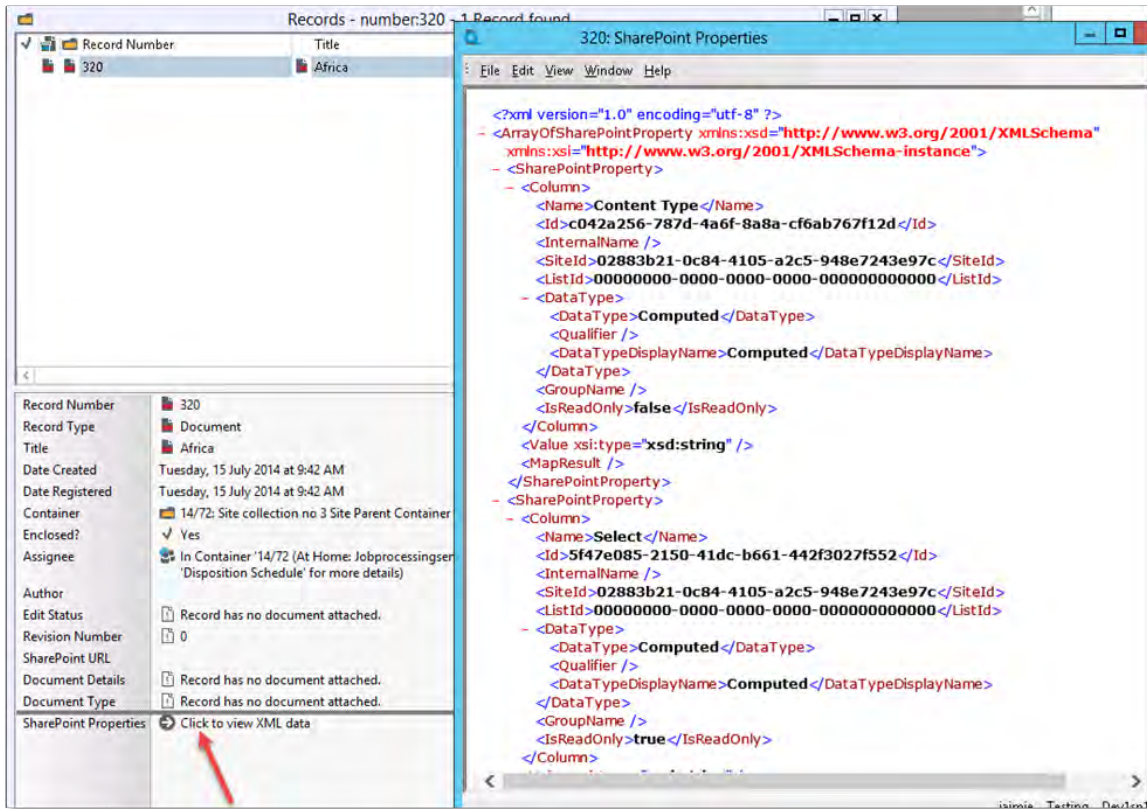 Records - number:320 - 1 Record found
Record Number Title
320 Africa
Record Number 320
Record Type Document
Title Africa
Date Created Tuesday, 15 July 2014 at 9:42 AM
Date Registered Tuesday, 15 July 2014 at 9:42 AM
Container 14/72: Site collection no 3 Site Parent Container
Enclosed? Yes
Assignee In Container '14/72 (At Home: Jobprocessingser
'Disposition Schedule' for more details)
Author
Edit Status Record has no document attached.
Revision Number 0
SharePoint URL
Document Details Record has no document attached.
Document Type Record has no document attached.
SharePoint Properties Click to view XML data
320: SharePoint Properties
File Edit View Window Help
<?xml version="1.0" encoding="utf-8" ?>
- <ArrayOfSharePointProperty xmlns:xsd="http://www.w3.org/2001/XMLSchema"
xmlns:xsi="http://www.w3.org/2001/XMLSchema-instance">
- <SharePointProperty>
- <Column>
<Name>Content Type</Name>
<Id>c042a256-787d-4a6f-8a8a-cf6ab767f12d</Id>
<InternalName />
<SiteId>02883b21-0c84-4105-a2c5-948e7243e97c</SiteId>
<ListId>00000000-0000-0000-0000-000000000000</ListId>
- <DataType>
<DataType>Computed</DataType>
<Qualifier />
<DataTypeDisplayName>Computed</DataTypeDisplayName>
</DataType>
<GroupName />
<IsReadOnly>false</IsReadOnly>
</Column>
<Value xsi:type="xsd:string" />
<MapResult />
</SharePointProperty>
- <SharePointProperty>
- <Column>
<Name>Select</Name>
<Id>5f47e085-2150-41dc-b661-442f3027f552</Id>
<InternalName />
<SiteId>02883b21-0c84-4105-a2c5-948e7243e97c</SiteId>
<ListId>00000000-0000-0000-0000-000000000000</ListId>
- <DataType>
<DataType>Computed</DataType>
<Qualifier />
<DataTypeDisplayName>Computed</DataTypeDisplayName>
</DataType>
<GroupName />
<IsReadOnly>true</IsReadOnly>
</Column>
jaimie Testing